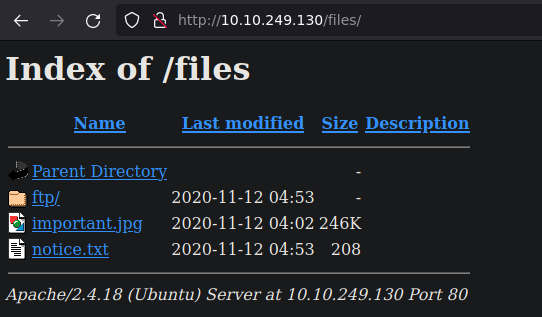 http://10.10.249.130/files/
Index of /files
Name Last modified Size Description
Parent Directory -
ftp/ 2020-11-12 04:53 -
important.jpg 2020-11-12 04:02 246K
notice.txt 2020-11-12 04:53 208
Apache/2.4.18 (Ubuntu) Server at 10.10.249.130 Port 80